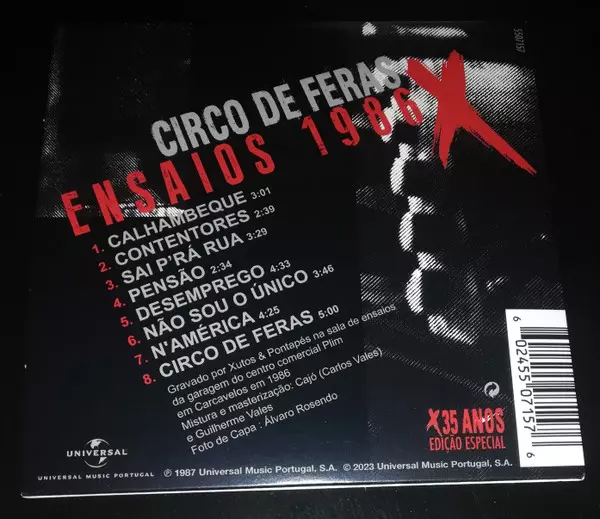 5507157
CIRCO DE FERAS
ENSAIOS 1986
X
1. CALHAMBEQUE 3:01
2. CONTENTORES 2:39
3. SAI P'RÁ RUA 3:29
4. PENSÃO 2:34
5. DESEMPREGO 4:33
6. NÃO SOU O ÚNICO 3:46
7. N'AMÉRICA 4:25
8. CIRCO DE FERAS 5:00
Gravado por Xutos & Pontapés na sala de ensaios
da garagem do centro comercial Plim
em Carcavelos em 1986
Mistura e masterização: Cajó (Carlos Vales)
e Guilherme Vales
Foto de Capa : Álvaro Rosendo
6 02455 07157 6
X35 ANOS
EDIÇÃO ESPECIAL
UNIVERSAL
UNIVERSAL MUSIC PORTUGAL
℗ 1987 Universal Music Portugal, S.A. © 2023 Universal Music Portugal, S.A.